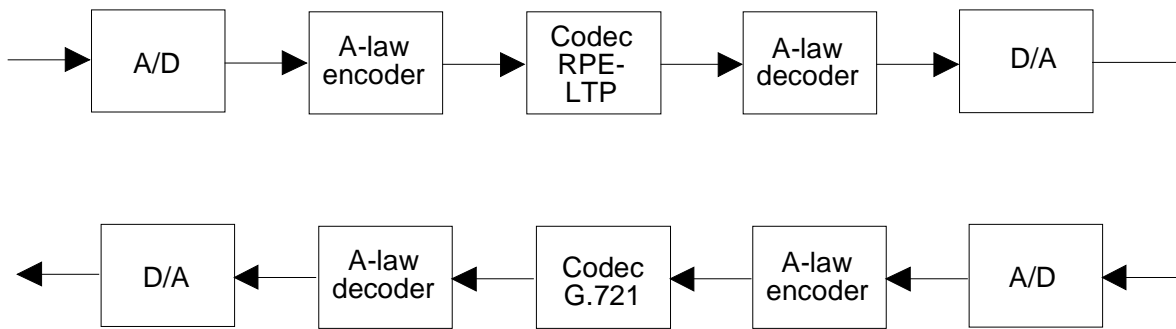 A/D
A-law
encoder
Codec
RPE-
LTP
A-law
decoder
D/A
D/A
A-law
decoder
Codec
G.721
A-law
encoder
A/D